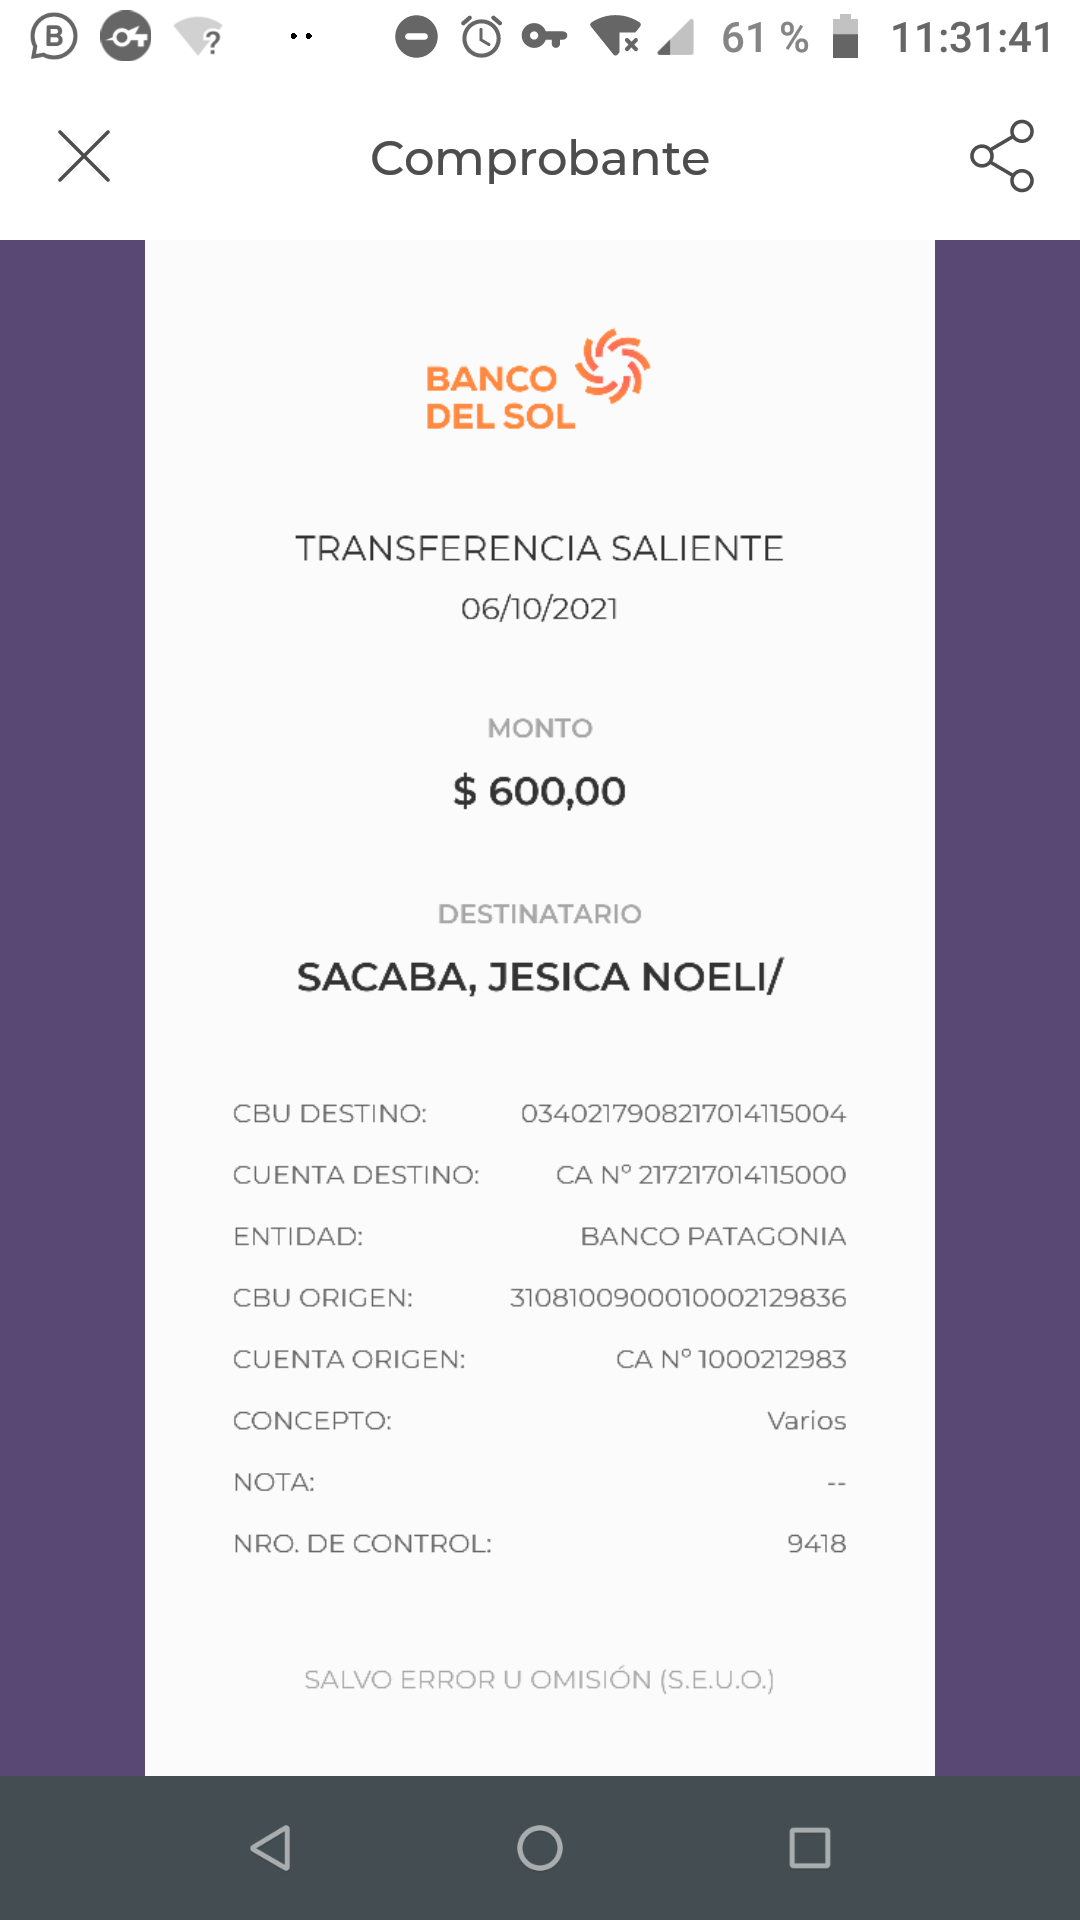 61 % 11:31:41
Comprobante
BANCO
DEL SOL
TRANSFERENCIA SALIENTE
06/10/2021
MONTO
$ 600,00
DESTINATARIO
SACABA, JESICA NOELI/
CBU DESTINO: 0340217908217014115004
CUENTA DESTINO: CA Nº 217217014115000
ENTIDAD: BANCO PATAGONIA
CBU ORIGEN: 3108100900010002129836
CUENTA ORIGEN: CA Nº 1000212983
CONCEPTO: Varios
NOTA: --
NRO. DE CONTROL: 9418
SALVO ERROR U OMISIÓN (S.E.U.O.)